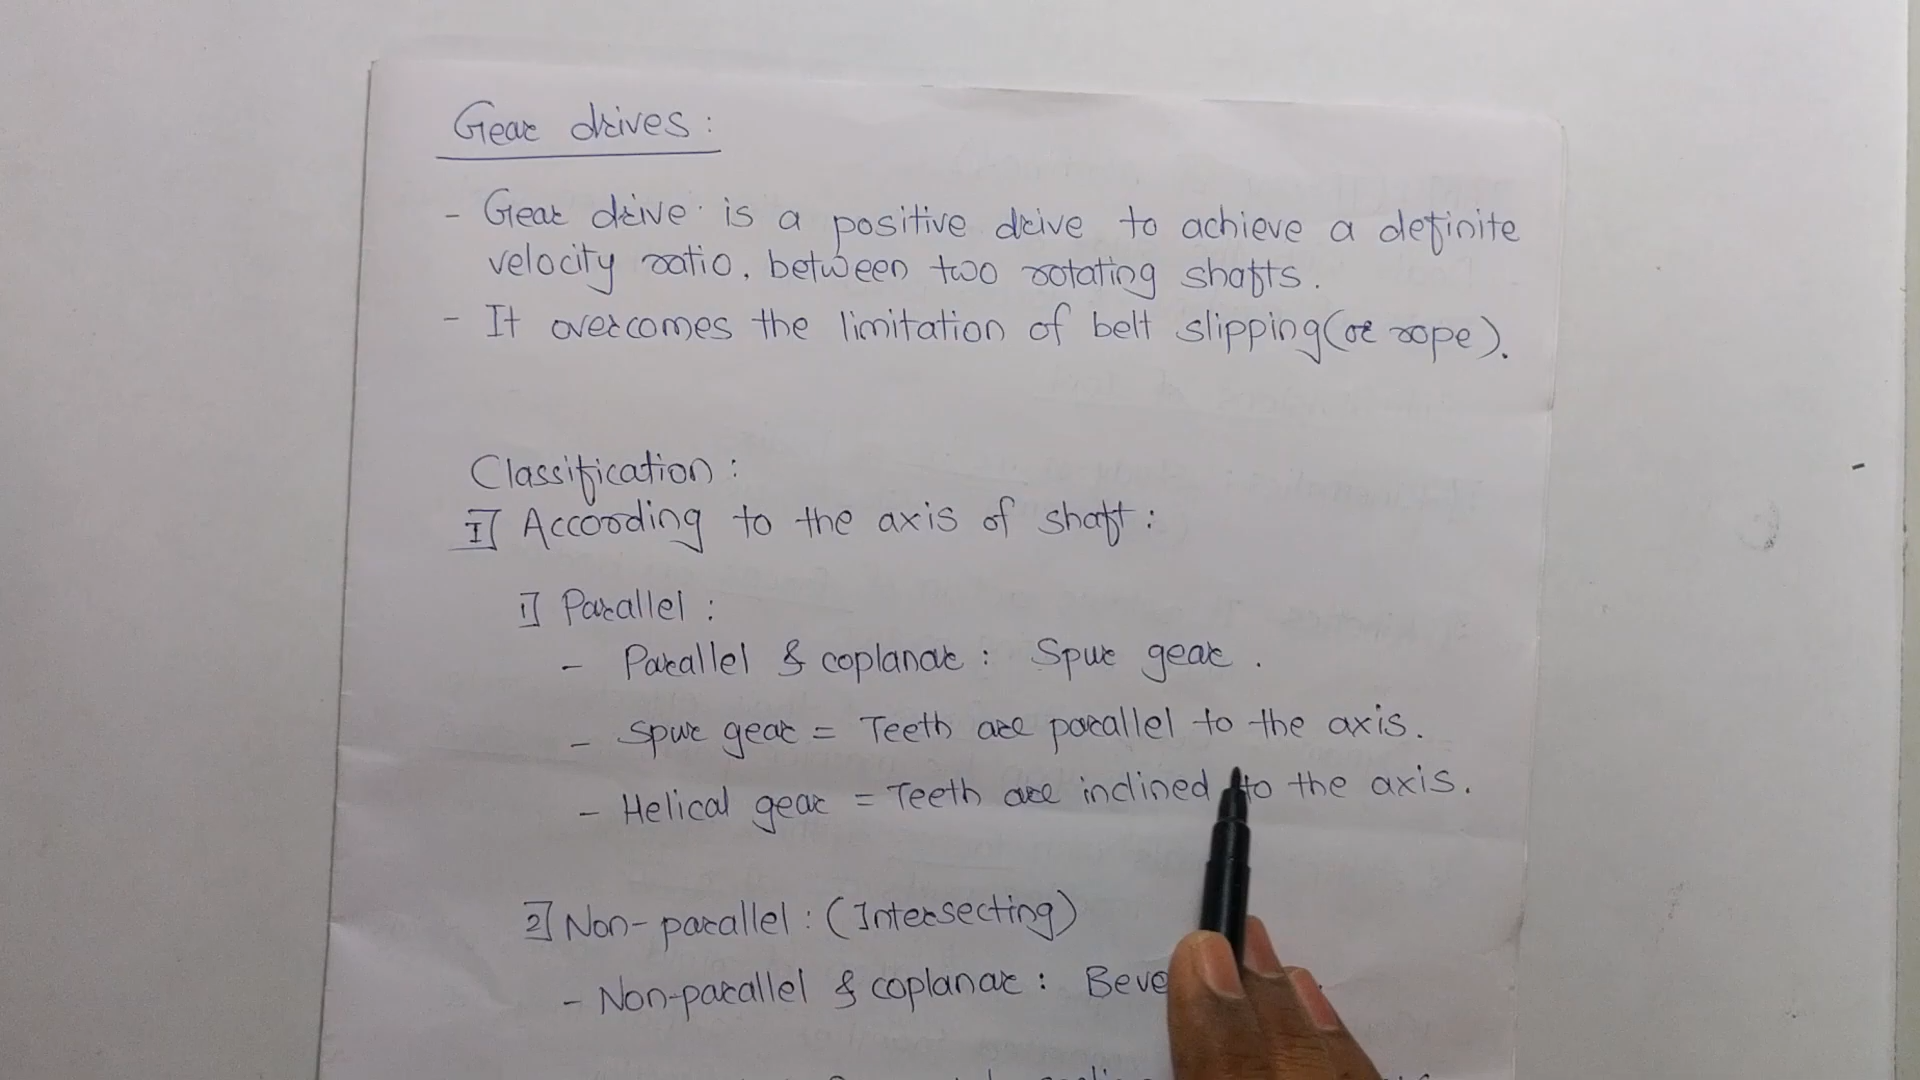 Gear drives:
- Gear drive is a positive drive to achieve a definite
velocity ratio, between two rotating shafts.
- It overcomes the limitation of belt slipping (or rope).
Classification:
I] According to the axis of shaft:
1] Parallel:
- Parallel & coplanar: Spur gear.
- Spur gear = Teeth are parallel to the axis.
- Helical gear = Teeth are inclined to the axis.
2] Non-parallel: (Intersecting)
- Non-parallel & coplanar: